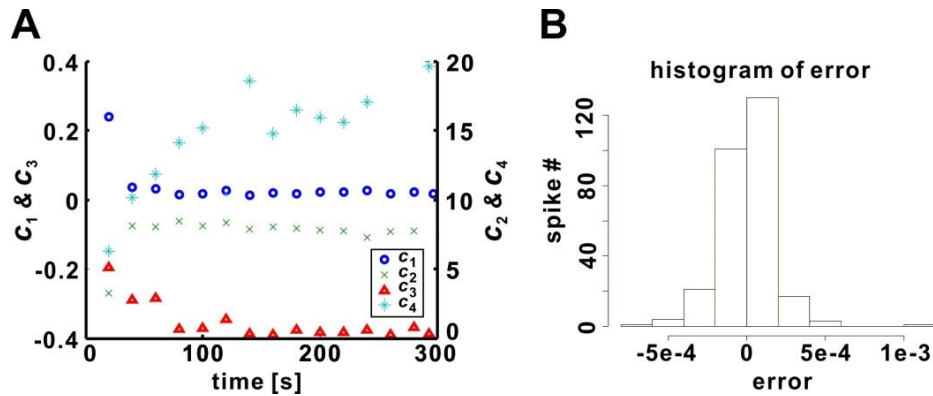 A
B
0.4
0.2
0
-0.2
-0.4
c1 & c3
20
15
10
5
0
c2 & c4
0
100
200
300
time [s]
c1
c2
c3
c4
histogram of error
spike #
120
80
40
0
-5e-4
0
5e-4
1e-3
error